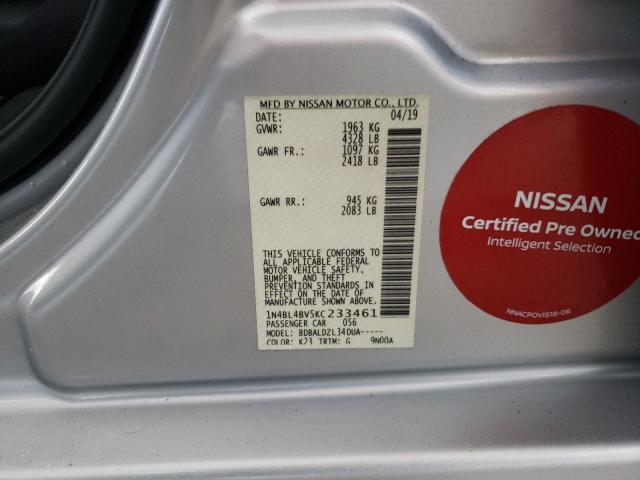 MFD BY NISSAN MOTOR CO., LTD.
DATE: 04/19
GVWR: 1963 KG
4328 LB
GAWR FR.: 1097 KG
2418 LB
GAWR RR.: 945 KG
2083 LB
THIS VEHICLE CONFORMS TO
ALL APPLICABLE FEDERAL
MOTOR VEHICLE SAFETY,
BUMPER, AND THEFT
PREVENTION STANDARDS IN
EFFECT ON THE DATE OF
MANUFACTURE SHOWN ABOVE.
1N4BL4BV5KC233461
PASSENGER CAR 056
MODEL: BDBALDZL34DUA-----
COLOR: K23 TRIM: G 9N00A
NISSAN
Certified Pre Owned
Intelligent Selection
NNACPOVIS18-06